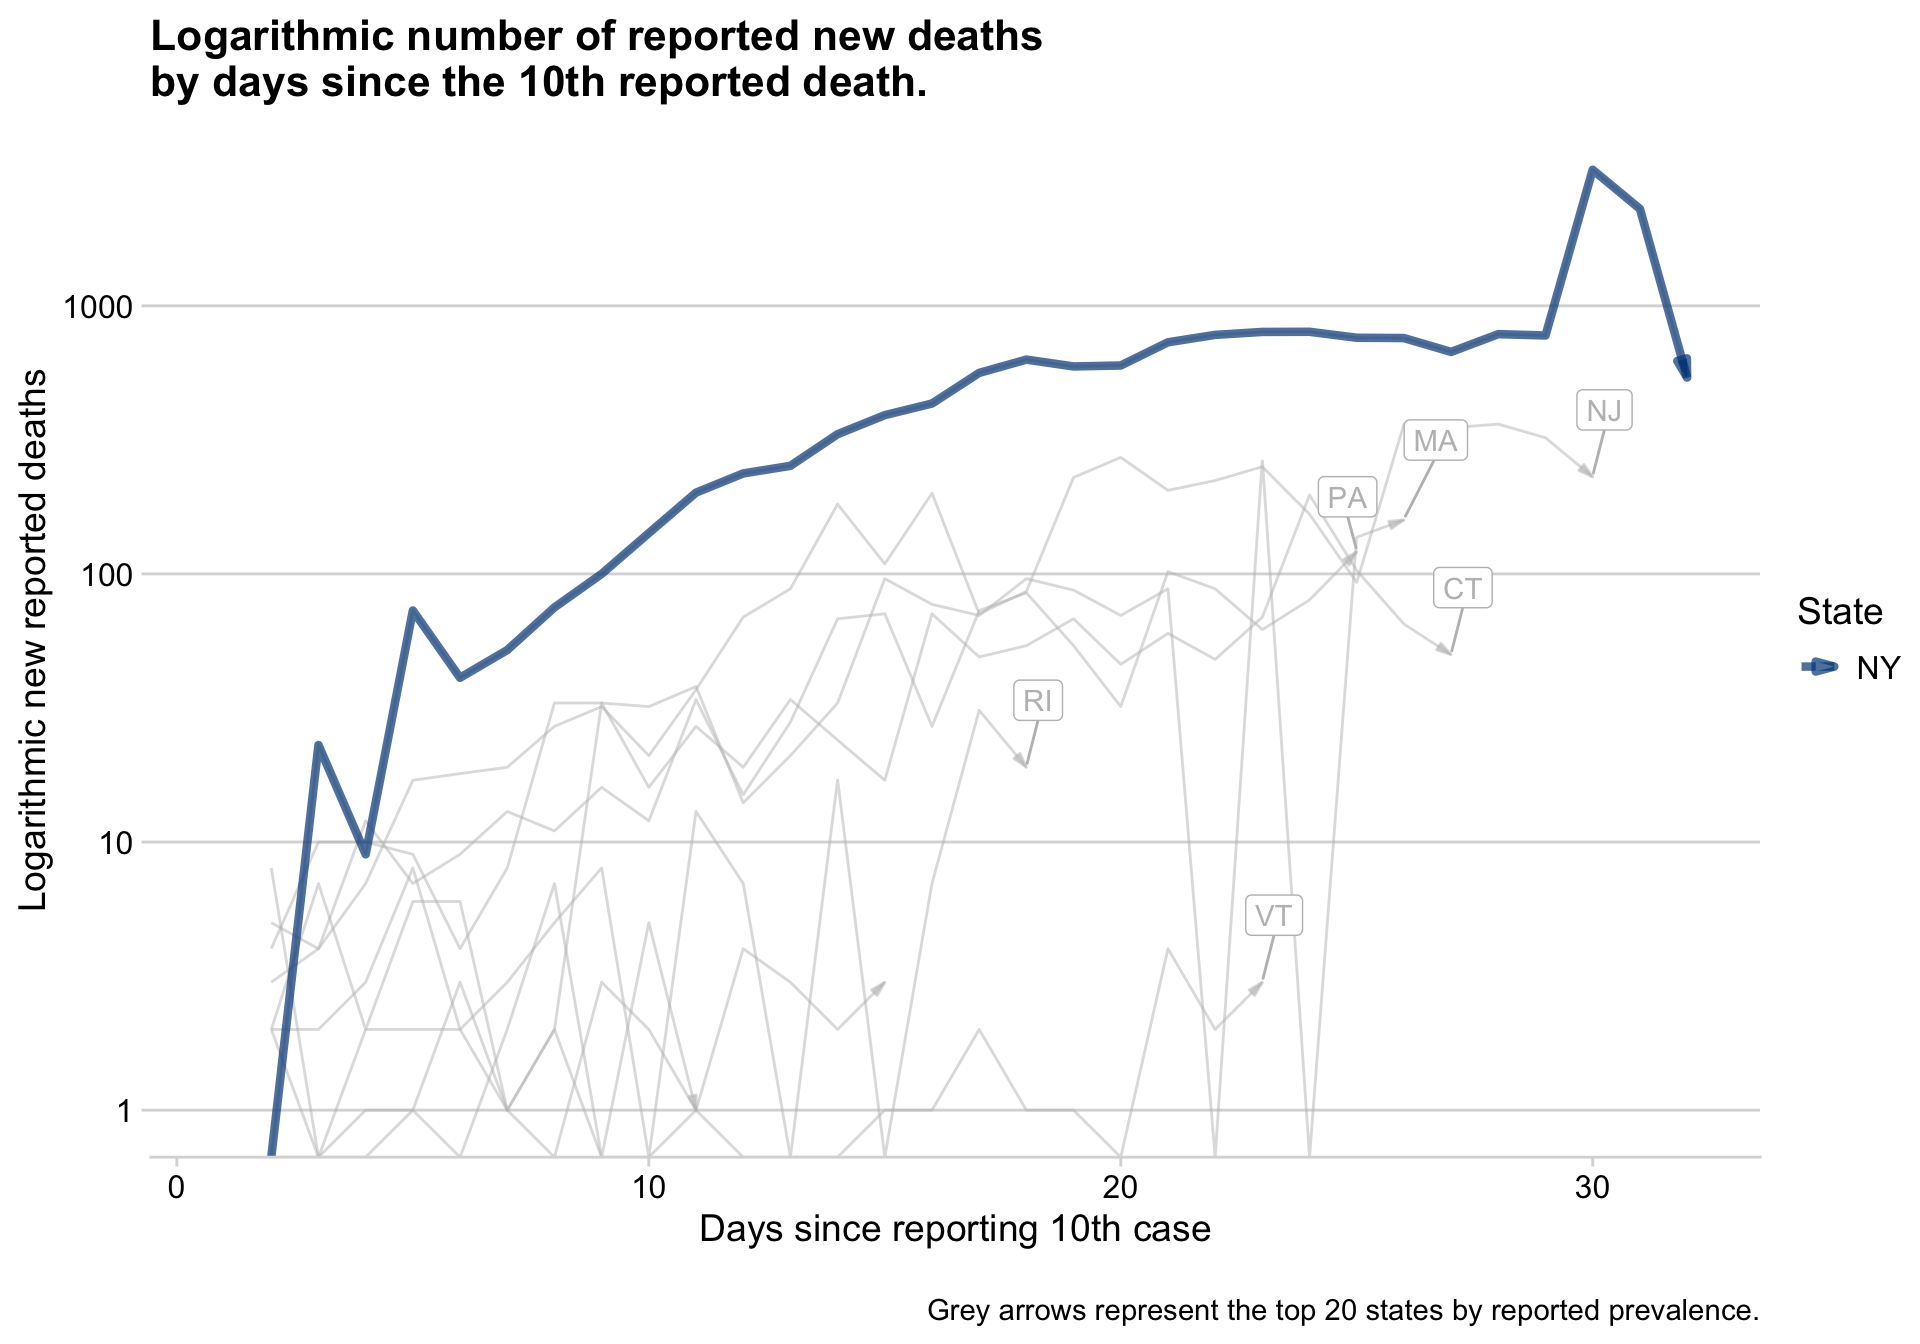 Logarithmic number of reported new deaths
by days since the 10th reported death.
Logarithmic new reported deaths
1000
100
10
1
NJ
MA
PA
CT
RI
VT
State
NY
0 10 20 30
Days since reporting 10th case
Grey arrows represent the top 20 states by reported prevalence.